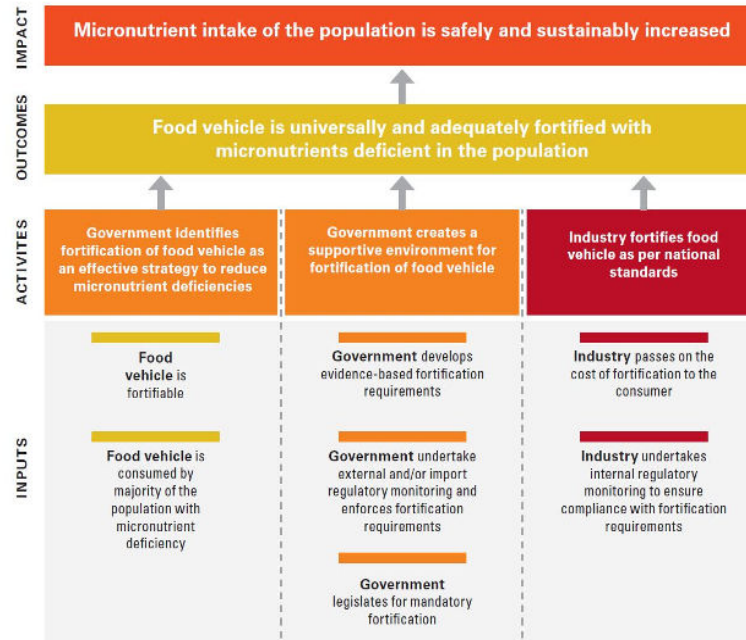 IMPACT
Micronutrient intake of the population is safely and sustainably increased
OUTCOMES
Food vehicle is universally and adequately fortified with
micronutrients deficient in the population
ACTIVITES
Government identifies
fortification of food vehicle as
an effective strategy to reduce
micronutrient deficiencies
Government creates a
supportive environment for
fortification of food vehicle
Industry fortifies food
vehicle as per national
standards
INPUTS
Food
vehicle is
fortifiable
Food vehicle is
consumed by
majority of the
population with
micronutrient
deficiency
Government develops
evidence-based fortification
requirements
Government undertake
external and/or import
regulatory monitoring and
enforces fortification
requirements
Government
legislates for mandatory
fortification
Industry passes on the
cost of fortification to the
consumer
Industry undertakes
internal regulatory
monitoring to ensure
compliance with fortification
requirements